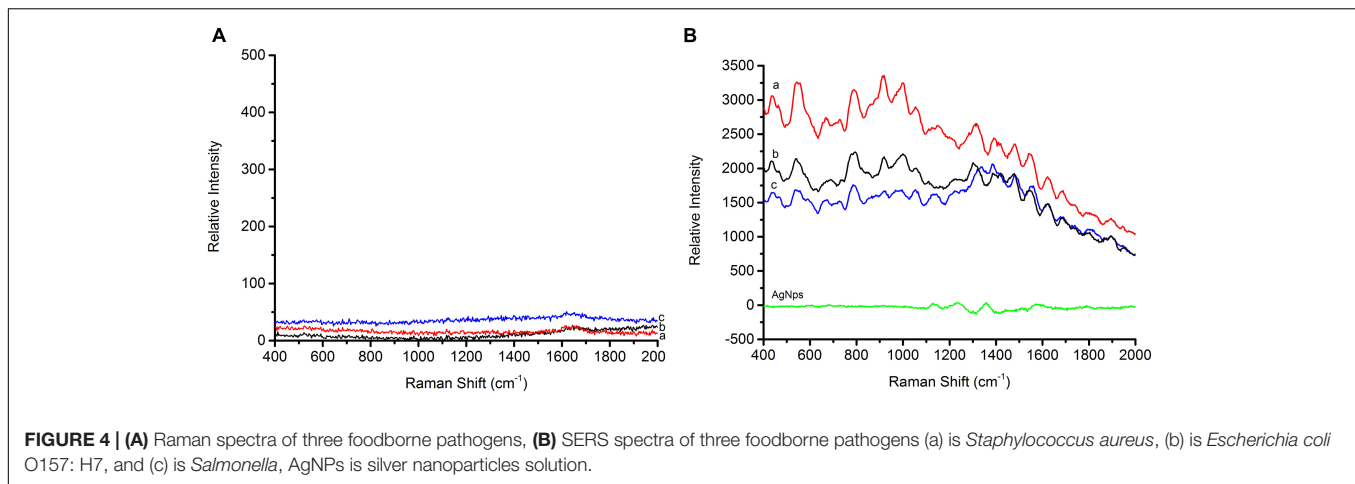 A
500
400
300
200
100
0
Relative Intensity
c
b
a
400 600 800 1000 1200 1400 1600 1800 2000
Raman Shift (cm⁻¹)
B
3500
3000
2500
2000
1750
1500
1000
500
0
-500
Relative Intensity
a
b
c
AgNps
400 600 800 1000 1200 1400 1600 1800 2000
Raman Shift (cm⁻¹)
FIGURE 4 | (A) Raman spectra of three foodborne pathogens, (B) SERS spectra of three foodborne pathogens (a) is Staphylococcus aureus, (b) is Escherichia coli
O157: H7, and (c) is Salmonella, AgNPs is silver nanoparticles solution.